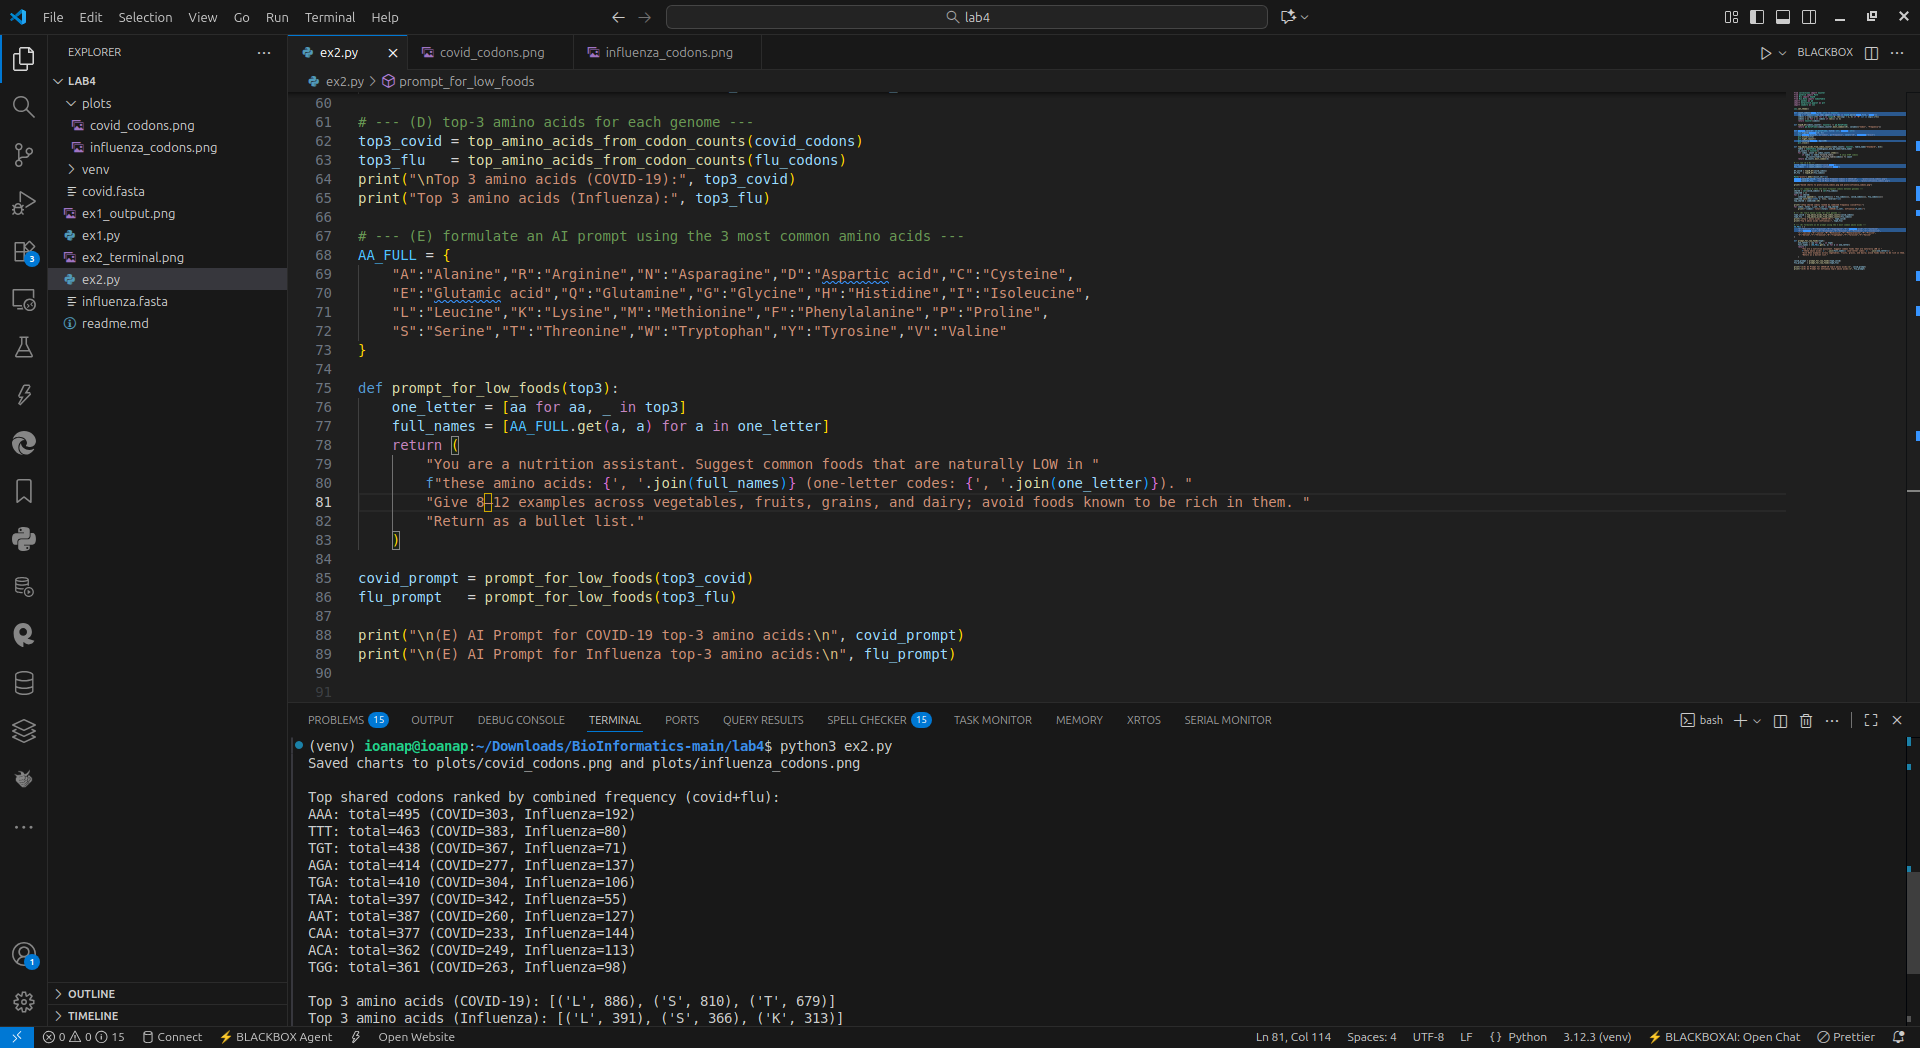 File Edit Selection View Go Run Terminal Help
lab4
EXPLORER
LAB4
plots
covid_codons.png
influenza_codons.png
venv
covid.fasta
ex1_output.png
ex1.py
ex2_terminal.png
ex2.py
influenza.fasta
readme.md
OUTLINE
TIMELINE
3
1
ex2.py covid_codons.png influenza_codons.png
BLACKBOX
ex2.py > prompt_for_low_foods
60
61 # --- (D) top-3 amino acids for each genome ---
62 top3_covid = top_amino_acids_from_codon_counts(covid_codons)
63 top3_flu   = top_amino_acids_from_codon_counts(flu_codons)
64 print("\nTop 3 amino acids (COVID-19):", top3_covid)
65 print("Top 3 amino acids (Influenza):", top3_flu)
66
67 # --- (E) formulate an AI prompt using the 3 most common amino acids ---
68 AA_FULL = {
69     "A":"Alanine","R":"Arginine","N":"Asparagine","D":"Aspartic acid","C":"Cysteine",
70     "E":"Glutamic acid","Q":"Glutamine","G":"Glycine","H":"Histidine","I":"Isoleucine",
71     "L":"Leucine","K":"Lysine","M":"Methionine","F":"Phenylalanine","P":"Proline",
72     "S":"Serine","T":"Threonine","W":"Tryptophan","Y":"Tyrosine","V":"Valine"
73 }
74
75 def prompt_for_low_foods(top3):
76     one_letter = [aa for aa, _ in top3]
77     full_names = [AA_FULL.get(a, a) for a in one_letter]
78     return (
79         "You are a nutrition assistant. Suggest common foods that are naturally LOW in "
80         f"these amino acids: {', '.join(full_names)} (one-letter codes: {', '.join(one_letter)}). "
81         "Give 8–12 examples across vegetables, fruits, grains, and dairy; avoid foods known to be rich in them. "
82         "Return as a bullet list."
83     )
84
85 covid_prompt = prompt_for_low_foods(top3_covid)
86 flu_prompt   = prompt_for_low_foods(top3_flu)
87
88 print("\n(E) AI Prompt for COVID-19 top-3 amino acids:\n", covid_prompt)
89 print("\n(E) AI Prompt for Influenza top-3 amino acids:\n", flu_prompt)
90
91
PROBLEMS 15 OUTPUT DEBUG CONSOLE TERMINAL PORTS QUERY RESULTS SPELL CHECKER 15 TASK MONITOR MEMORY XRTOS SERIAL MONITOR bash
(venv) ioanap@ioanap:~/Downloads/BioInformatics-main/lab4$ python3 ex2.py
Saved charts to plots/covid_codons.png and plots/influenza_codons.png
Top shared codons ranked by combined frequency (covid+flu):
AAA: total=495 (COVID=303, Influenza=192)
TTT: total=463 (COVID=383, Influenza=80)
TGT: total=438 (COVID=367, Influenza=71)
AGA: total=414 (COVID=277, Influenza=137)
TGA: total=410 (COVID=304, Influenza=106)
TAA: total=397 (COVID=342, Influenza=55)
AAT: total=387 (COVID=260, Influenza=127)
CAA: total=377 (COVID=233, Influenza=144)
ACA: total=362 (COVID=249, Influenza=113)
TGG: total=361 (COVID=263, Influenza=98)
Top 3 amino acids (COVID-19): [('L', 886), ('S', 810), ('T', 679)]
Top 3 amino acids (Influenza): [('L', 391), ('S', 366), ('K', 313)]
0 0 15 Connect BLACKBOX Agent Open Website Ln 81, Col 114 Spaces: 4 UTF-8 LF {} Python 3.12.3 (venv) BLACKBOXAI: Open Chat Prettier